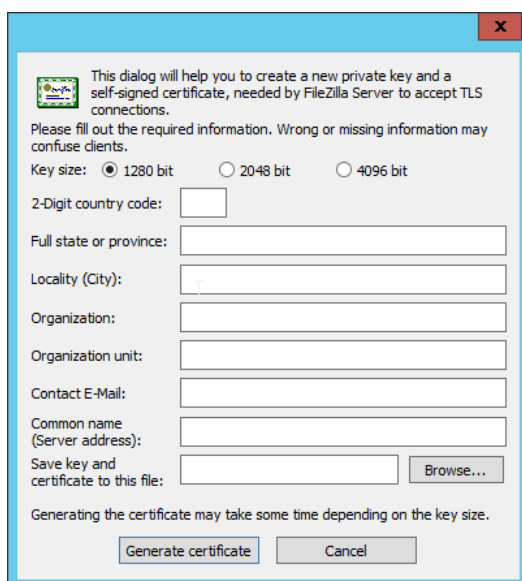 x
This dialog will help you to create a new private key and a
self-signed certificate, needed by FileZilla Server to accept TLS
connections.
Please fill out the required information. Wrong or missing information may
confuse clients.
Key size: 1280 bit 2048 bit 4096 bit
2-Digit country code:
Full state or province:
Locality (City):
Organization:
Organization unit:
Contact E-Mail:
Common name
(Server address):
Save key and
certificate to this file:
Browse...
Generating the certificate may take some time depending on the key size.
Generate certificate Cancel